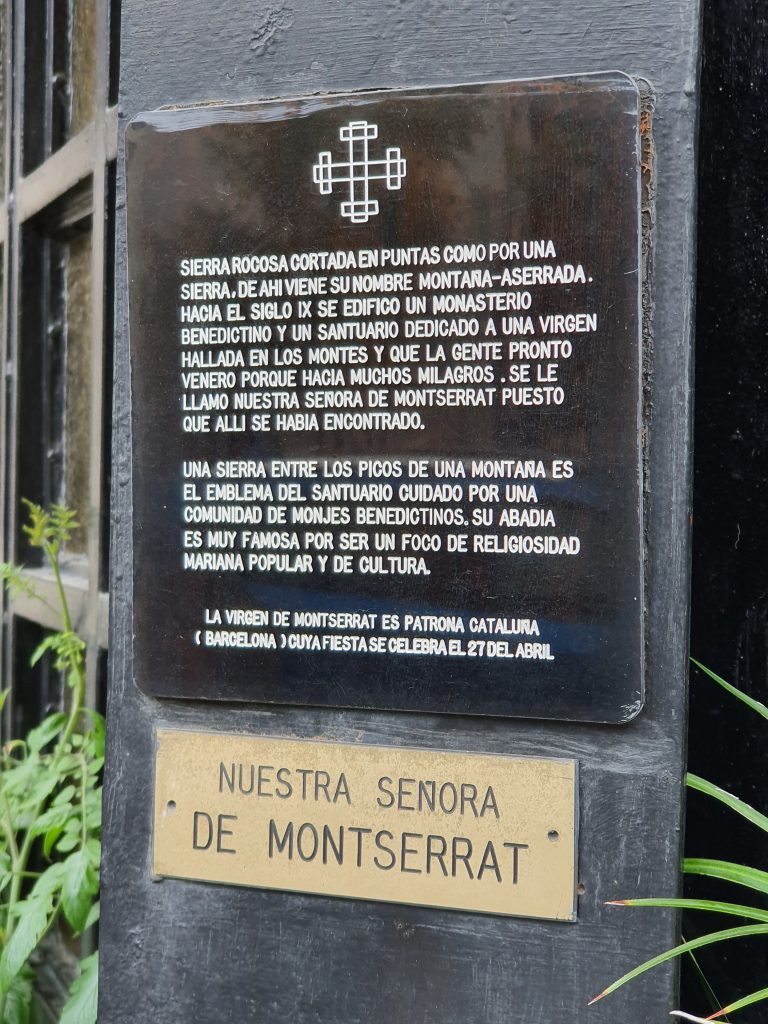 SIERRA ROCOSA CORTADA EN PUNTAS COMO POR UNA
SIERRA. DE AHI VIENE SU NOMBRE MONTAÑA-ASERRADA.
HACIA EL SIGLO IX SE EDIFICO UN MONASTERIO
BENEDICTINO Y UN SANTUARIO DEDICADO A UNA VIRGEN
HALLADA EN LOS MONTES Y QUE LA GENTE PRONTO
VENERO PORQUE HACIA MUCHOS MILAGROS. SE LE
LLAMO NUESTRA SEÑORA DE MONTSERRAT PUESTO
QUE ALLI SE HABIA ENCONTRADO.
UNA SIERRA ENTRE LOS PICOS DE UNA MONTAÑA ES
EL EMBLEMA DEL SANTUARIO CUIDADO POR UNA
COMUNIDAD DE MONJES BENEDICTINOS. SU ABADIA
ES MUY FAMOSA POR SER UN FOCO DE RELIGIOSIDAD
MARIANA POPULAR Y DE CULTURA.
LA VIRGEN DE MONTSERRAT ES PATRONA CATALUÑA
( BARCELONA ) CUYA FIESTA SE CELEBRA EL 27 DEL ABRIL
NUESTRA SEÑORA
DE MONTSERRAT